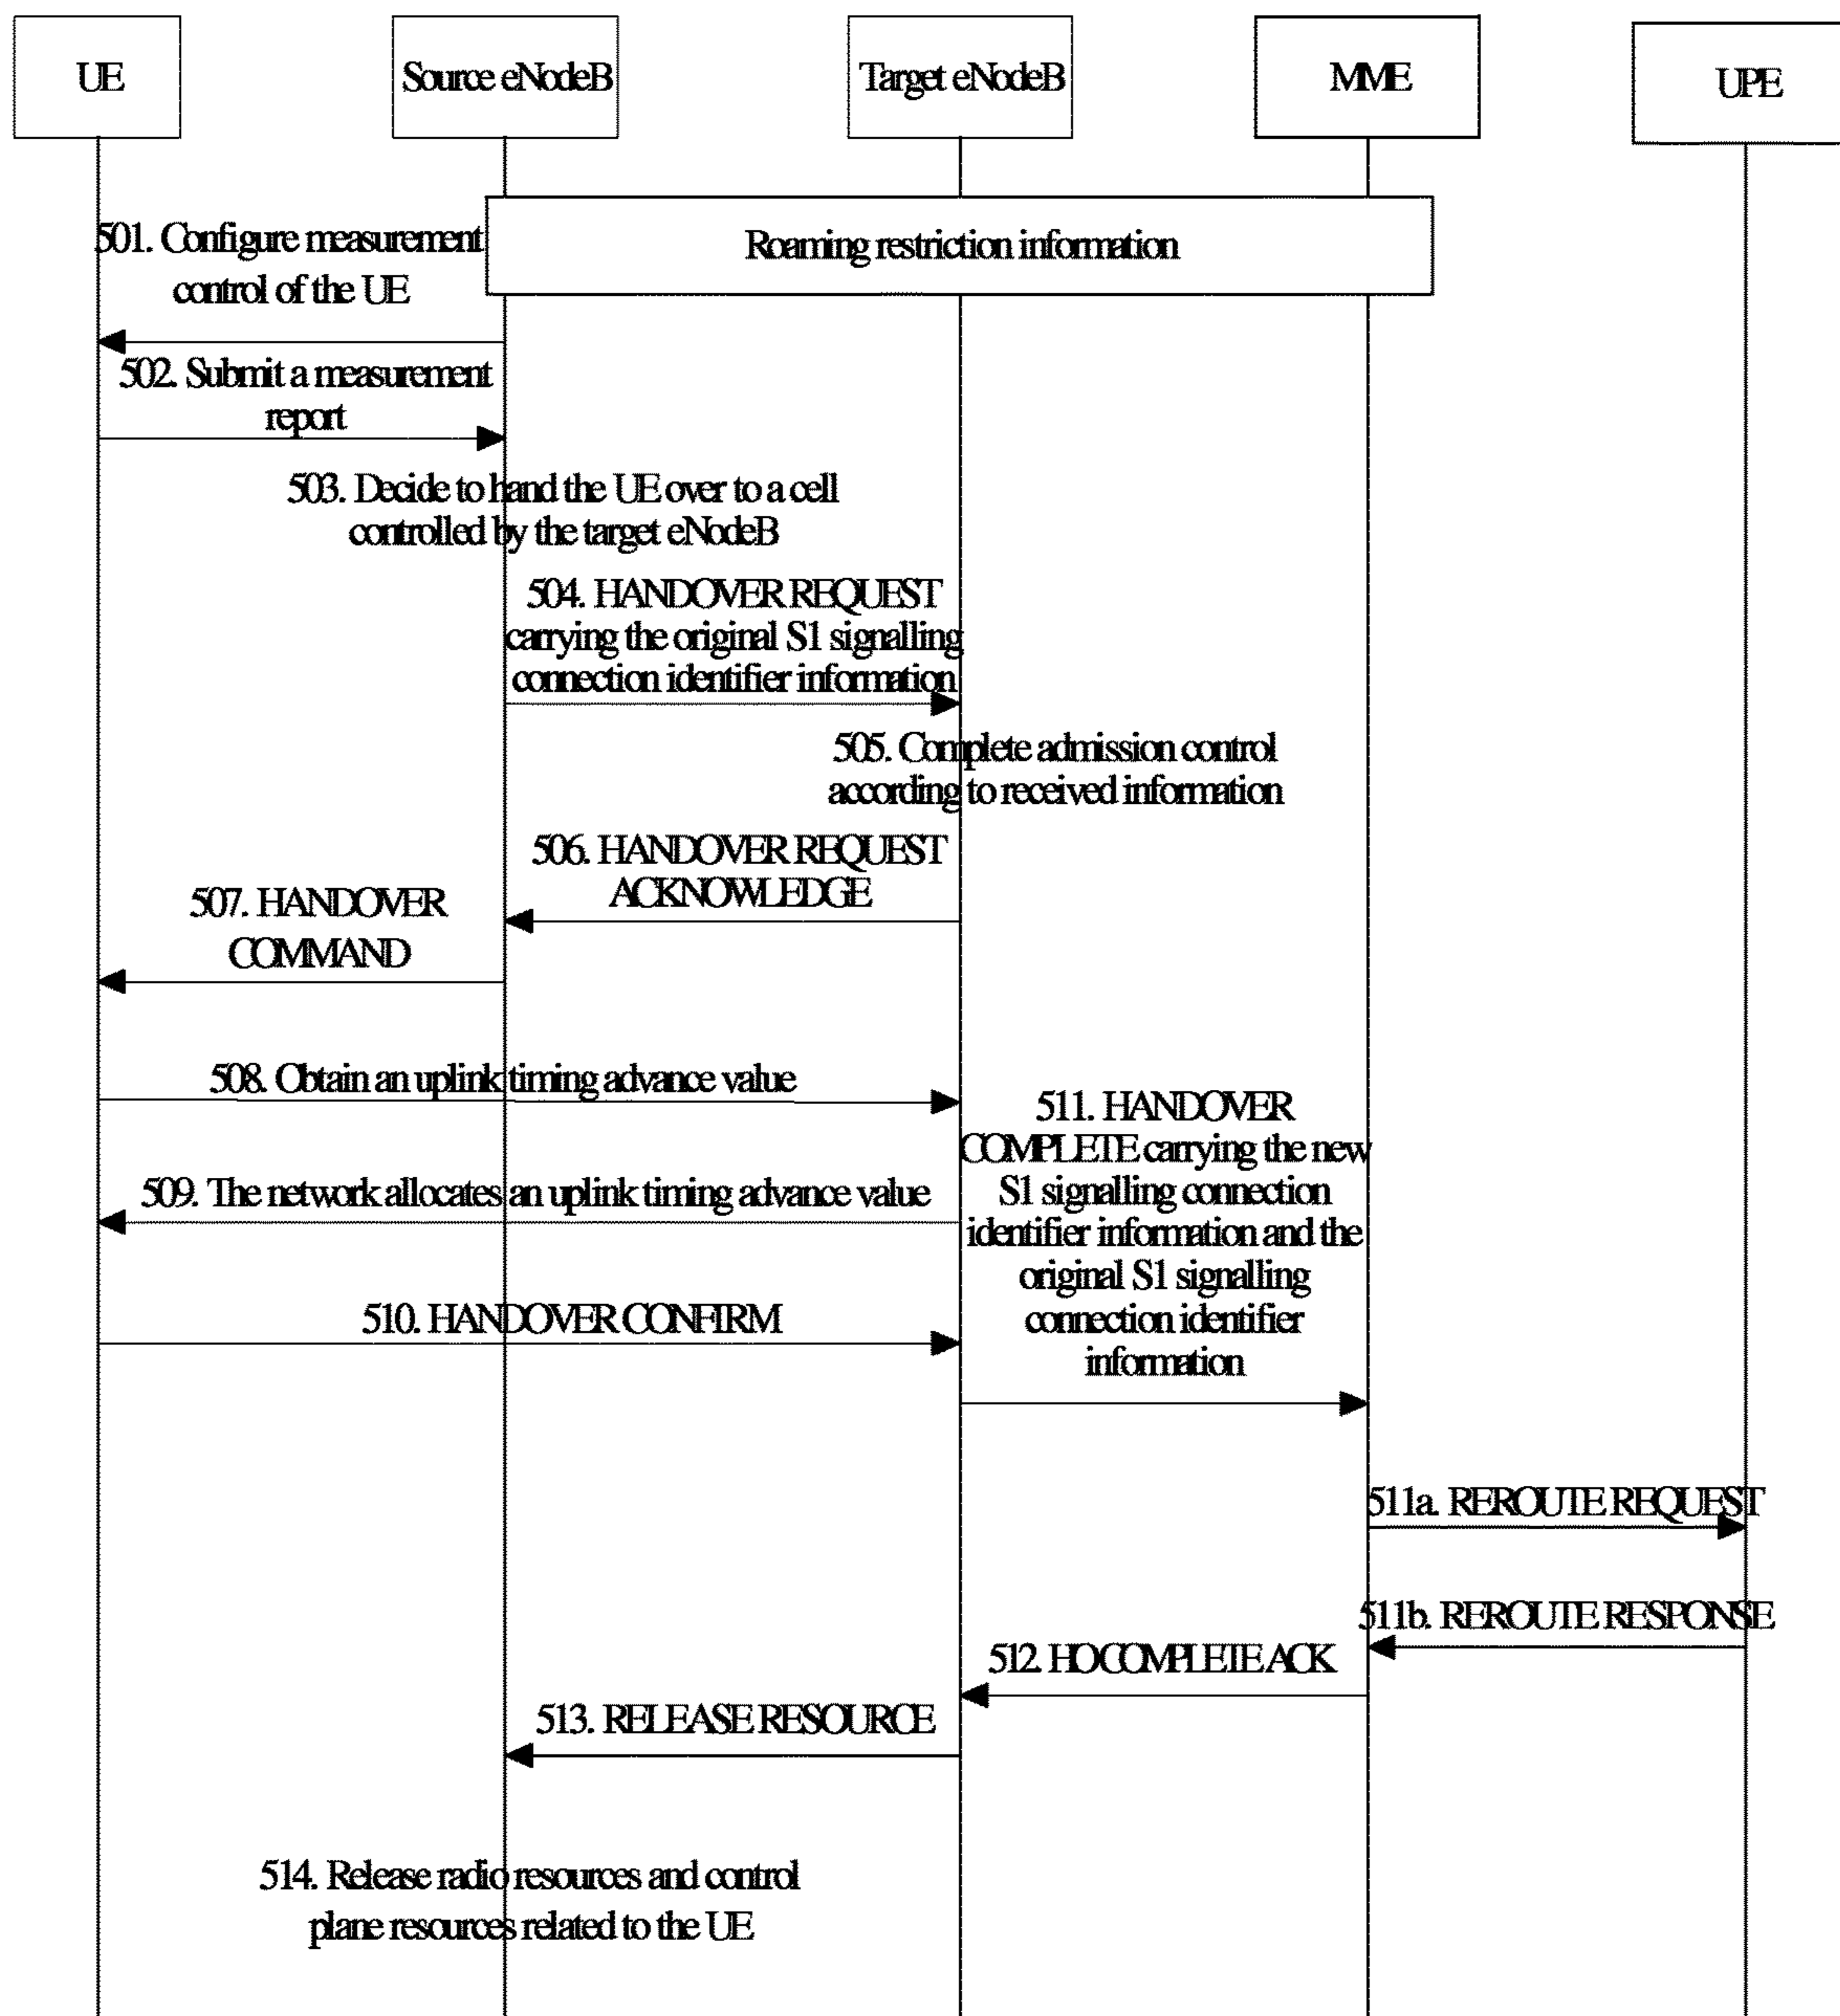 UE
Source eNodeB
Target eNodeB
MME
UPE
Roaming restriction information
501. Configure measurement
control of the UE
502. Submit a measurement
report
503. Decide to hand the UE over to a cell
controlled by the target eNodeB
504. HANDOVER REQUEST
carrying the original S1 signalling
connection identifier information
505. Complete admission control
according to received information
506. HANDOVER REQUEST
ACKNOWLEDGE
507. HANDOVER
COMMAND
508. Obtain an uplink timing advance value
509. The network allocates an uplink timing advance value
510. HANDOVER CONFIRM
511. HANDOVER
COMPLETE carrying the new
S1 signalling connection
identifier information and the
original S1 signalling
connection identifier
information
511a. REROUTE REQUEST
511b. REROUTE RESPONSE
512. HO COMPLETE ACK
513. RELEASE RESOURCE
514. Release radio resources and control
plane resources related to the UE